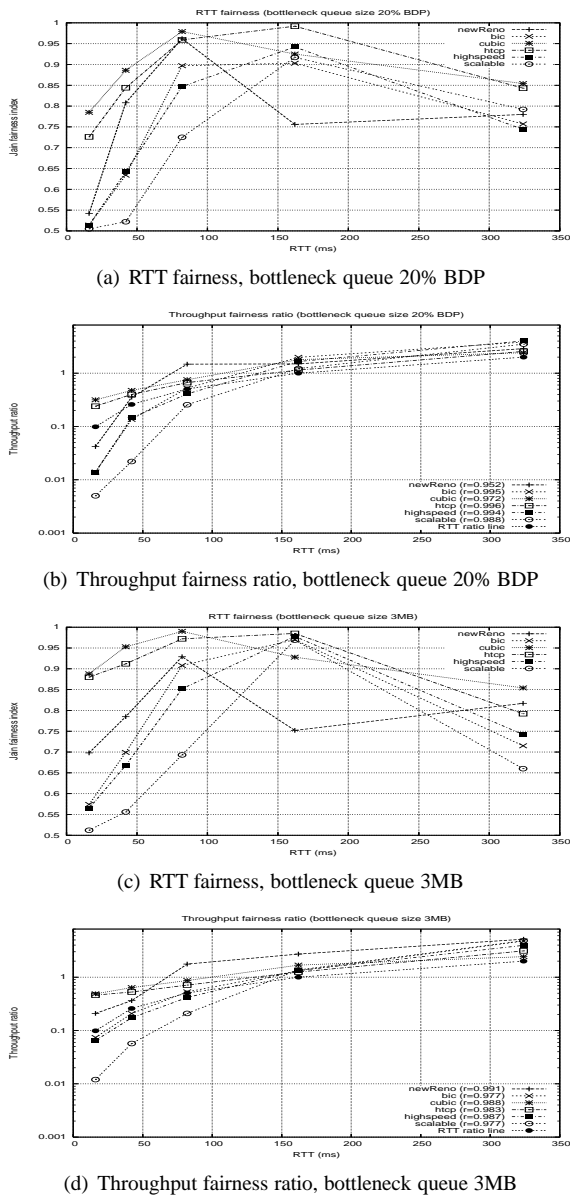 RTT fairness (bottleneck queue size 20% BDP)
Jain fairness index
1
0.95
0.9
0.85
0.8
0.75
0.7
0.65
0.6
0.55
0.5
0 50 100 150 200 250 300 350
RTT (ms)
newReno
bic
cubic
htcp
highspeed
scalable
(a) RTT fairness, bottleneck queue 20% BDP
Throughput fairness ratio (bottleneck queue size 20% BDP)
Throughput ratio
1
0.1
0.01
0.001
0 50 100 150 200 250 300 350
RTT (ms)
newReno (r=0.952)
bic (r=0.995)
cubic (r=0.972)
htcp (r=0.996)
highspeed (r=0.994)
scalable (r=0.988)
RTT ratio line
(b) Throughput fairness ratio, bottleneck queue 20% BDP
RTT fairness (bottleneck queue size 3MB)
Jain fairness index
1
0.95
0.9
0.85
0.8
0.75
0.7
0.65
0.6
0.55
0.5
0 50 100 150 200 250 300 350
RTT (ms)
newReno
bic
cubic
htcp
highspeed
scalable
(c) RTT fairness, bottleneck queue 3MB
Throughput fairness ratio (bottleneck queue size 3MB)
Throughput ratio
1
0.1
0.01
0.001
0 50 100 150 200 250 300 350
RTT (ms)
newReno (r=0.991)
bic (r=0.977)
cubic (r=0.988)
htcp (r=0.983)
highspeed (r=0.987)
scalable (r=0.977)
RTT ratio line
(d) Throughput fairness ratio, bottleneck queue 3MB